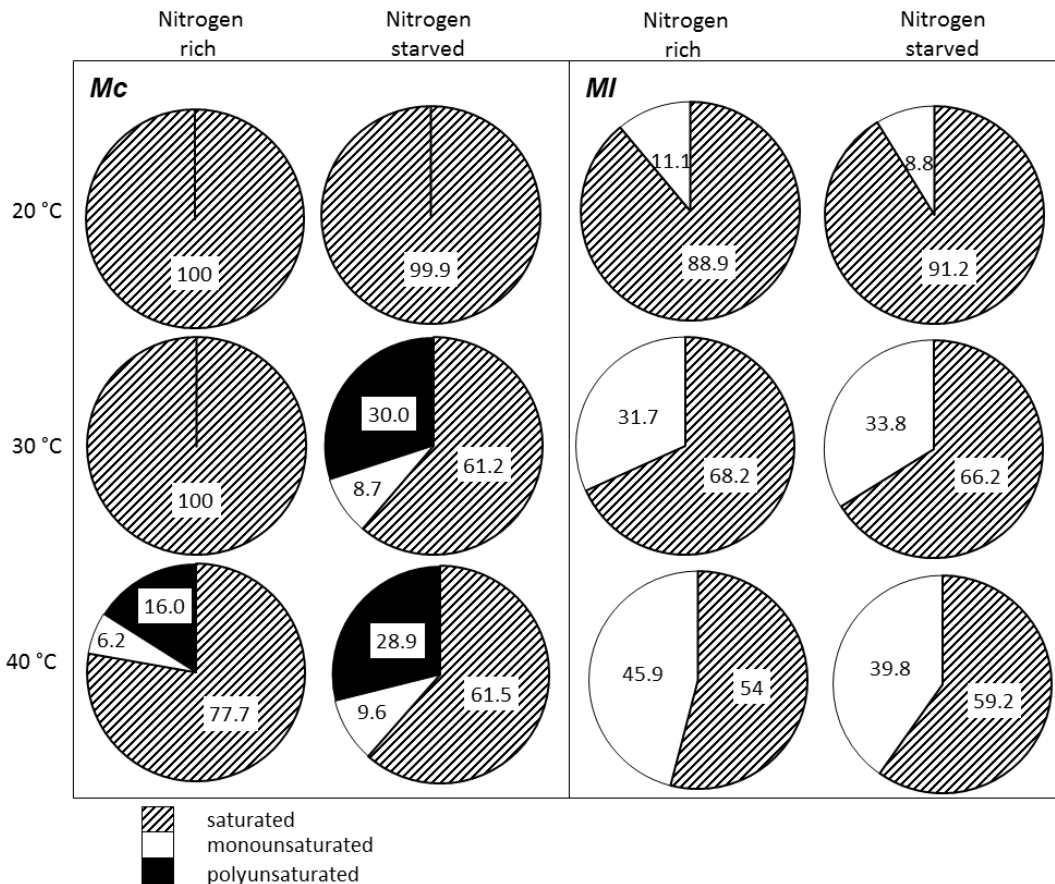 Nitrogen rich
Nitrogen starved
Nitrogen rich
Nitrogen starved
Mc
Ml
20 °C
100
99.9
11.1
88.9
8.8
91.2
30 °C
100
30.0
8.7
61.2
31.7
68.2
33.8
66.2
40 °C
16.0
6.2
77.7
28.9
9.6
61.5
45.9
54
39.8
59.2
saturated
monounsaturated
polyunsaturated